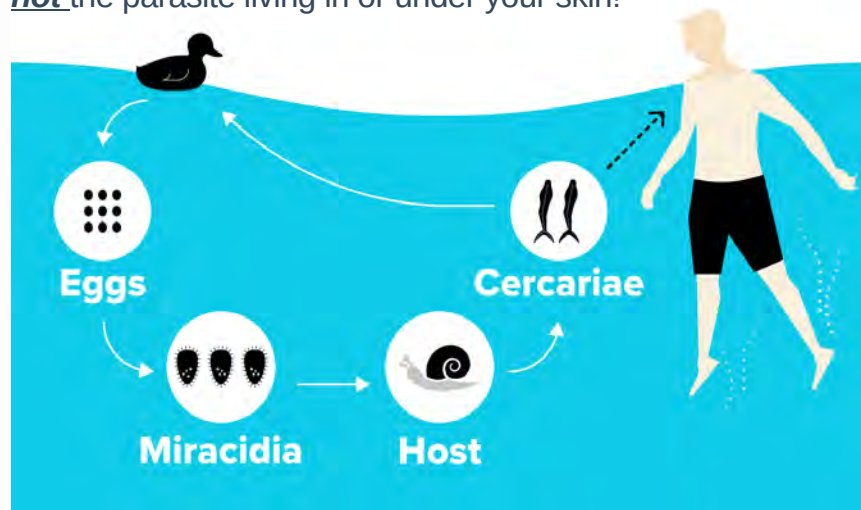 not the parasite living in or under your skin!
Eggs
Cercariae
Miracidia
Host